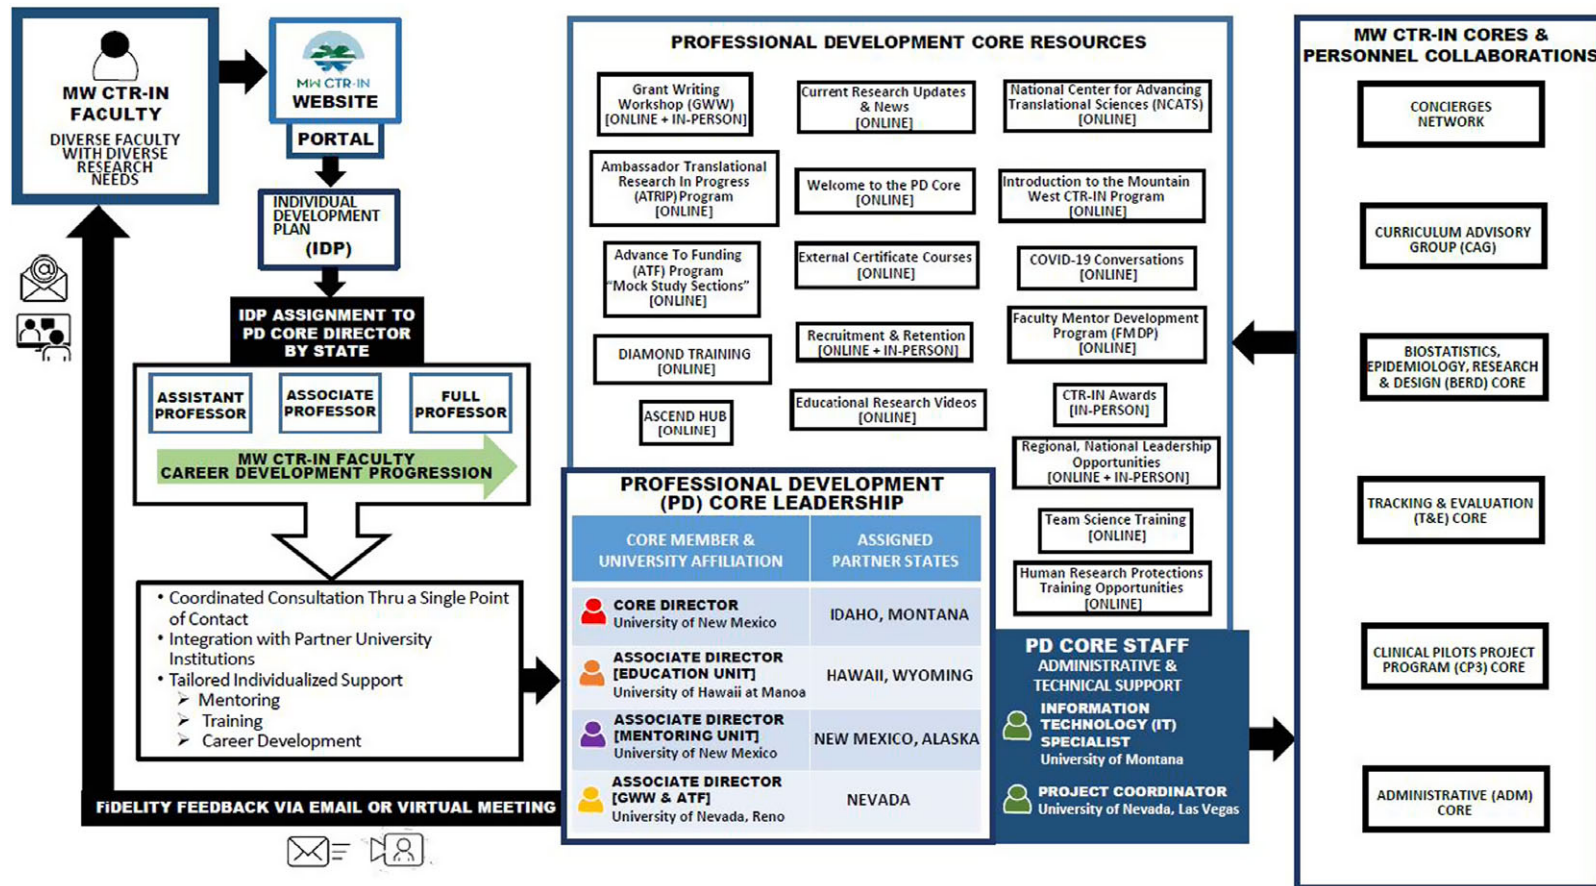 MW CTR-IN
FACULTY
DIVERSE FACULTY
WITH DIVERSE
RESEARCH
NEEDS
MW CTR-IN
WEBSITE
PORTAL
INDIVIDUAL
DEVELOPMENT
PLAN
(IDP)
IDP ASSIGNMENT TO
PD CORE DIRECTOR
BY STATE
ASSISTANT
PROFESSOR
ASSOCIATE
PROFESSOR
FULL
PROFESSOR
MW CTR-IN FACULTY
CAREER DEVELOPMENT PROGRESSION
• Coordinated Consultation Thru a Single Point
of Contact
• Integration with Partner University
Institutions
• Tailored Individualized Support
➢ Mentoring
➢ Training
➢ Career Development
FiDELITY FEEDBACK VIA EMAIL OR VIRTUAL MEETING
PROFESSIONAL DEVELOPMENT CORE RESOURCES
Grant Writing
Workshop (GWW)
[ONLINE + IN-PERSON]
Ambassador Translational
Research In Progress
(ATRIP) Program
[ONLINE]
Advance To Funding
(ATF) Program
“Mock Study Sections”
[ONLINE]
DIAMOND TRAINING
[ONLINE]
ASCEND HUB
[ONLINE]
Current Research Updates
& News
[ONLINE]
Welcome to the PD Core
[ONLINE]
External Certificate Courses
[ONLINE]
Recruitment & Retention
[ONLINE + IN-PERSON]
Educational Research Videos
[ONLINE]
National Center for Advancing
Translational Sciences (NCATS)
[ONLINE]
Introduction to the Mountain
West CTR-IN Program
[ONLINE]
COVID-19 Conversations
[ONLINE]
Faculty Mentor Development
Program (FMDP)
[ONLINE]
CTR-IN Awards
[IN-PERSON]
Regional, National Leadership
Opportunities
[ONLINE + IN-PERSON]
Team Science Training
[ONLINE]
Human Research Protections
Training Opportunities
[ONLINE]
PROFESSIONAL DEVELOPMENT
(PD) CORE LEADERSHIP
CORE MEMBER &
UNIVERSITY AFFILIATION
ASSIGNED
PARTNER STATES
CORE DIRECTOR
University of New Mexico
IDAHO, MONTANA
ASSOCIATE DIRECTOR
[EDUCATION UNIT]
University of Hawaii at Manoa
HAWAII, WYOMING
ASSOCIATE DIRECTOR
[MENTORING UNIT]
University of New Mexico
NEW MEXICO, ALASKA
ASSOCIATE DIRECTOR
[GWW & ATF]
University of Nevada, Reno
NEVADA
PD CORE STAFF
ADMINISTRATIVE &
TECHNICAL SUPPORT
INFORMATION
TECHNOLOGY (IT)
SPECIALIST
University of Montana
PROJECT COORDINATOR
University of Nevada, Las Vegas
MW CTR-IN CORES &
PERSONNEL COLLABORATIONS
CONCIERGES
NETWORK
CURRICULUM ADVISORY
GROUP (CAG)
BIOSTATISTICS,
EPIDEMIOLOGY, RESEARCH
& DESIGN (BERD) CORE
TRACKING & EVALUATION
(T&E) CORE
CLINICAL PILOTS PROJECT
PROGRAM (CP3) CORE
ADMINISTRATIVE (ADM)
CORE